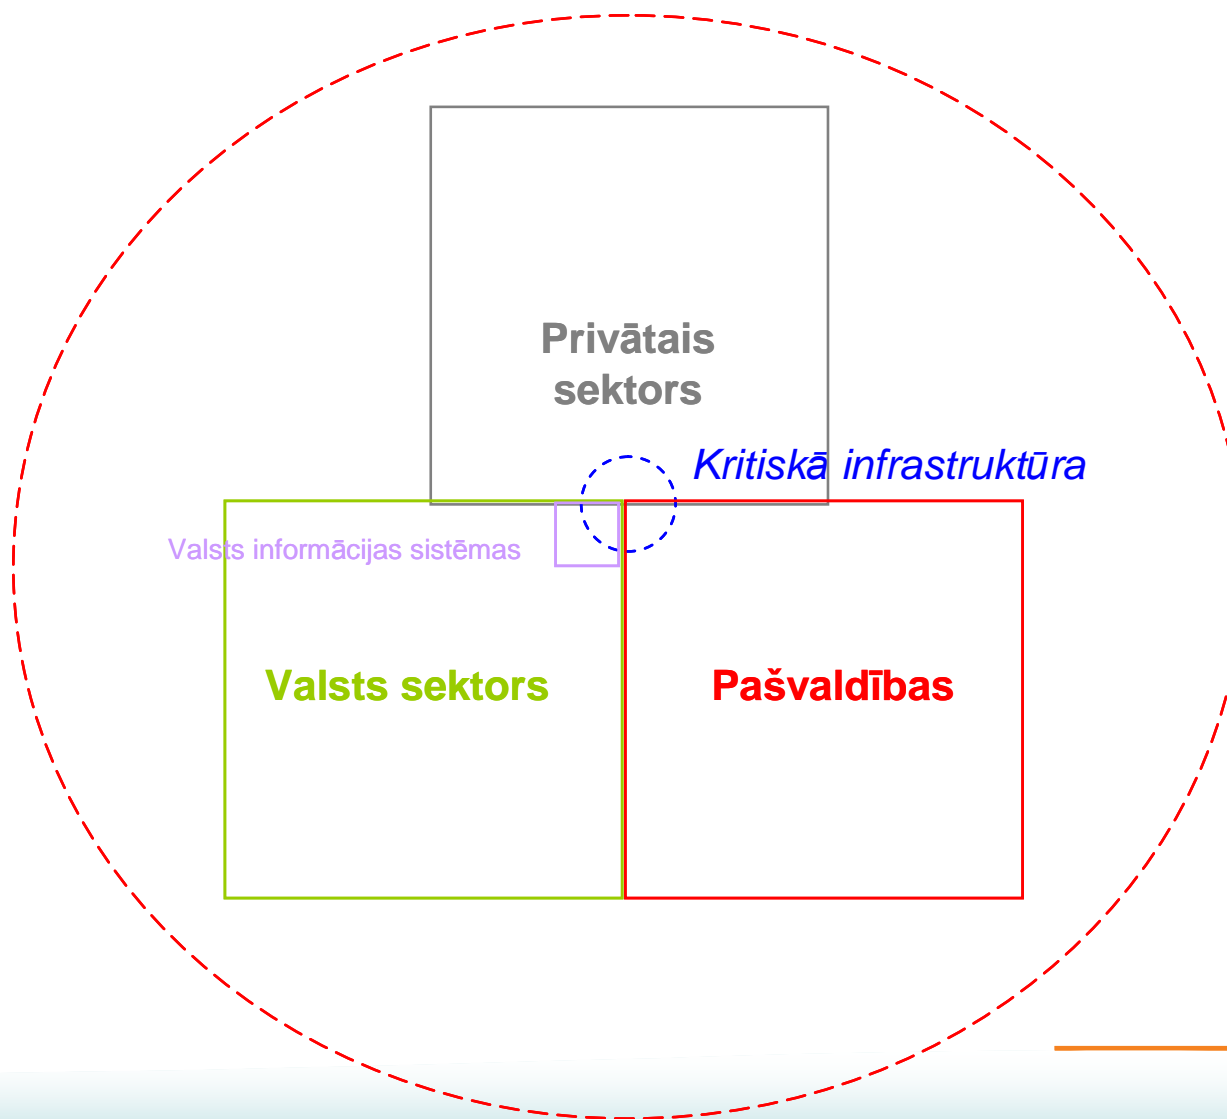 Privātais
sektors
Kritiskā infrastruktūra
Valsts informācijas sistēmas
Valsts sektors
Pašvaldības